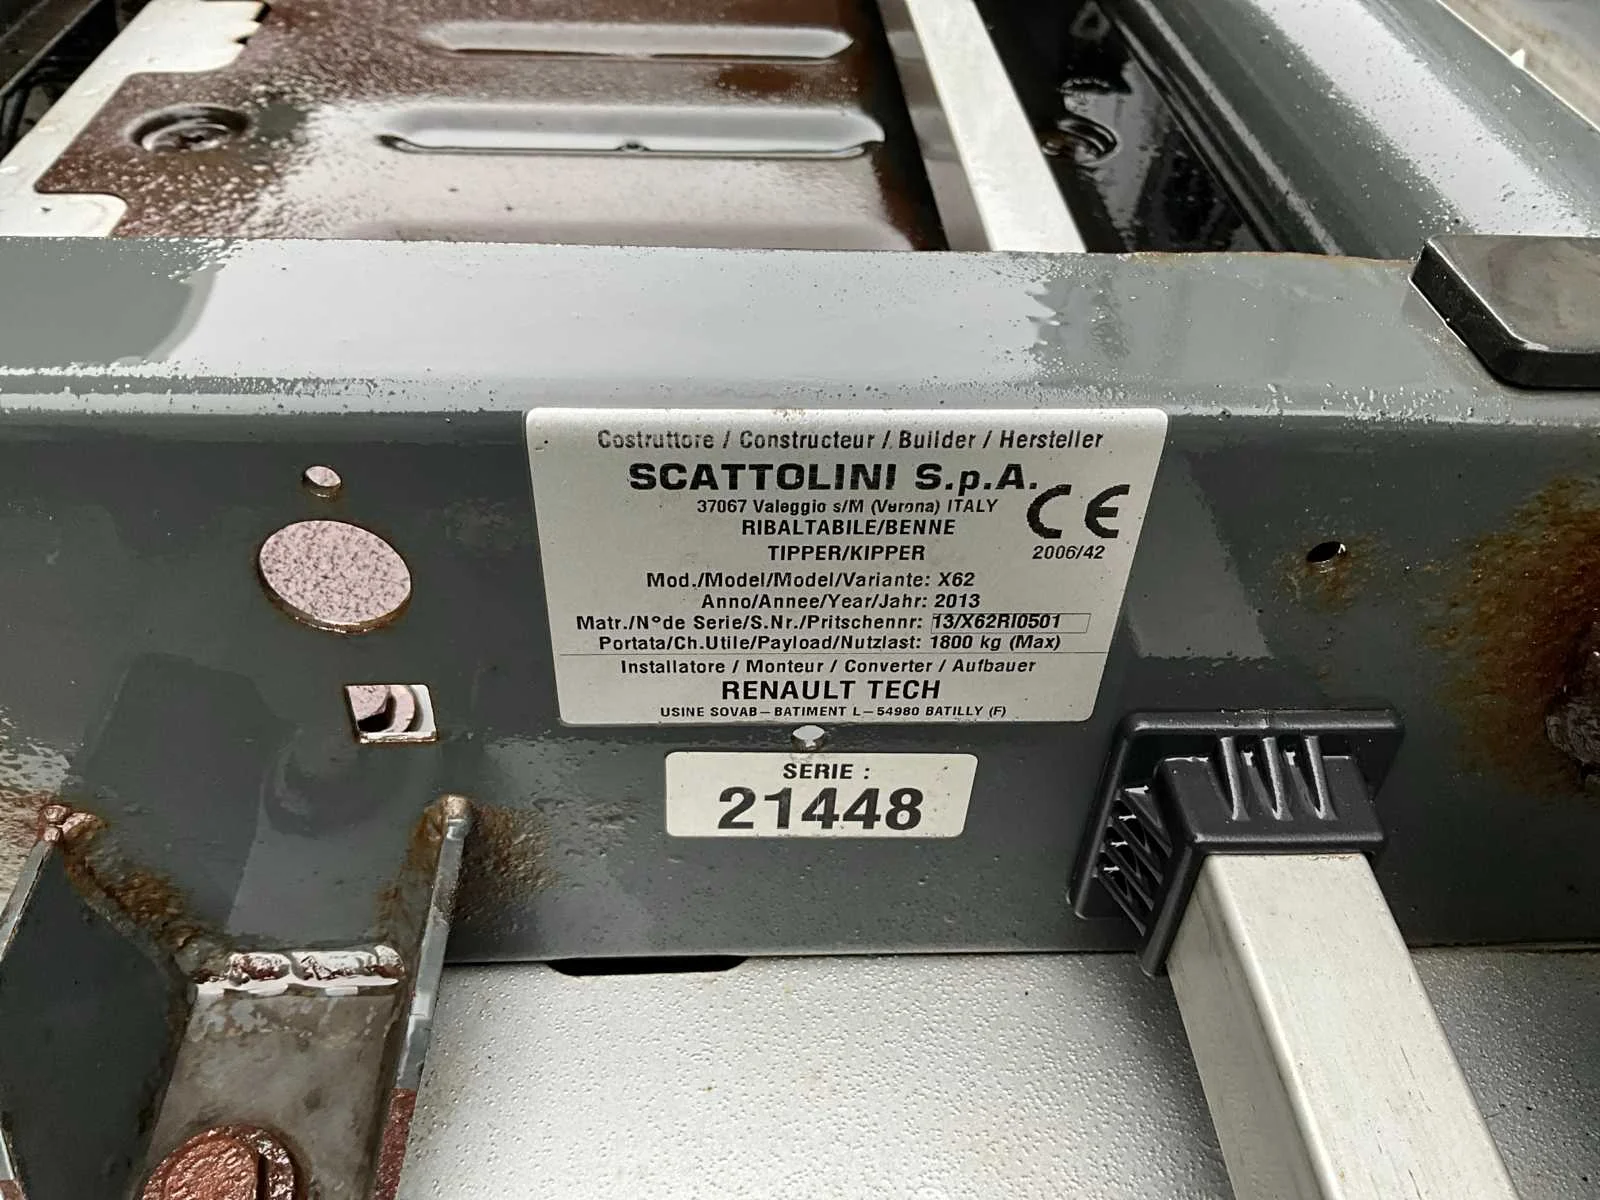 Costruttore / Constructeur / Builder / Hersteller
SCATTOLINI S.p.A.
37067 Valeggio s/M (Verona) ITALY
RIBALTABILE/BENNE
TIPPER/KIPPER
CE
2006/42
Mod./Model/Model/Variante: X62
Anno/Annee/Year/Jahr: 2013
Matr./N°de Serie/S.Nr./Pritschennr: 13/X62RI0501
Portata/Ch.Utile/Payload/Nutzlast: 1800 kg (Max)
Installatore / Monteur / Converter / Aufbauer
RENAULT TECH
USINE SOVAB – BATIMENT L – 54980 BATILLY (F)
SERIE :
21448